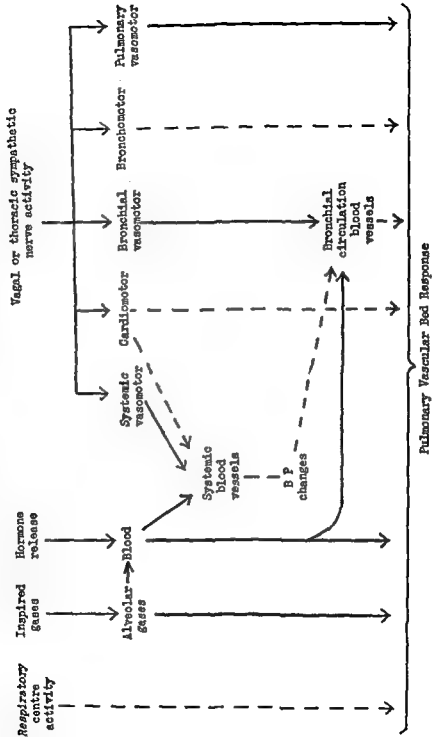 Vagal or thoracic sympathetic
nerve activity
Respiratory
centre
activity
Inspired
gases
Hormone
release
Alveolar
gases
Blood
Systemic
vasomotor
Cardiomotor
Bronchial
vasomotor
Bronchomotor
Pulmonary
vasomotor
Systemic
blood
vessels
B P
changes
Bronchial
circulation
blood
vessels
Pulmonary Vascular Bed Response